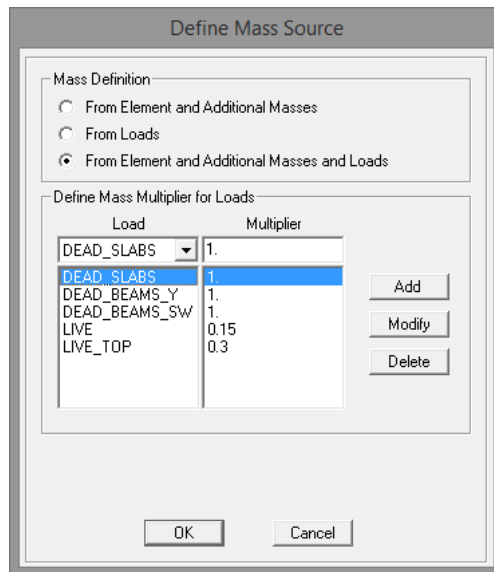 Define Mass Source
Mass Definition
From Element and Additional Masses
From Loads
From Element and Additional Masses and Loads
Define Mass Multiplier for Loads
Load Multiplier
DEAD_SLABS 1.
DEAD_SLABS 1.
DEAD_BEAMS_Y 1.
DEAD_BEAMS_SW 1.
LIVE 0.15
LIVE_TOP 0.3
Add
Modify
Delete
OK Cancel